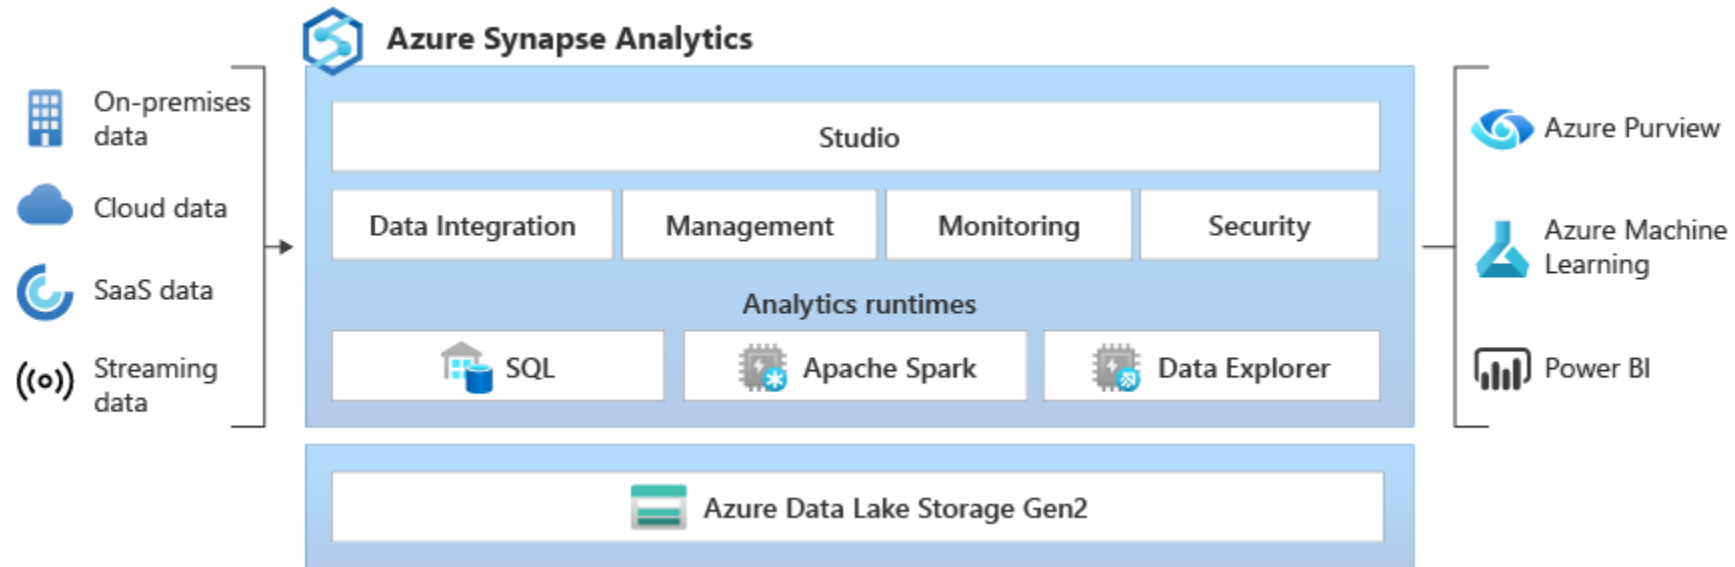 Azure Synapse Analytics
On-premises
data
Cloud data
SaaS data
Streaming
data
Studio
Data Integration
Management
Monitoring
Security
Analytics runtimes
SQL
Apache Spark
Data Explorer
Azure Data Lake Storage Gen2
Azure Purview
Azure Machine
Learning
Power BI